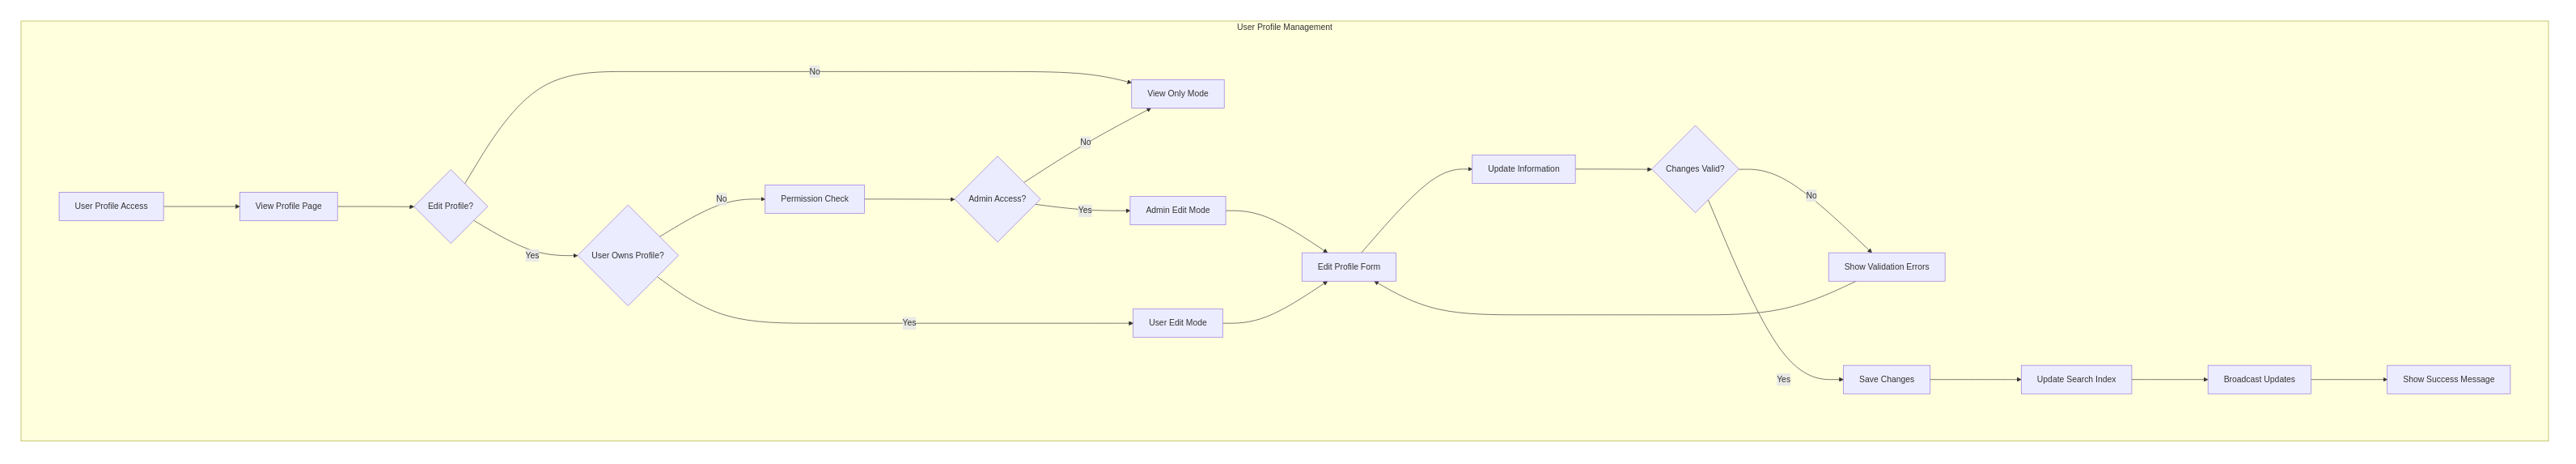 User Profile Management
No
View Only Mode
No
Update Information
Changes Valid?
User Profile Access
View Profile Page
Edit Profile?
No
Permission Check
Admin Access?
Yes
Admin Edit Mode
No
Yes
User Owns Profile?
Edit Profile Form
Show Validation Errors
Yes
User Edit Mode
Yes
Save Changes
Update Search Index
Broadcast Updates
Show Success Message